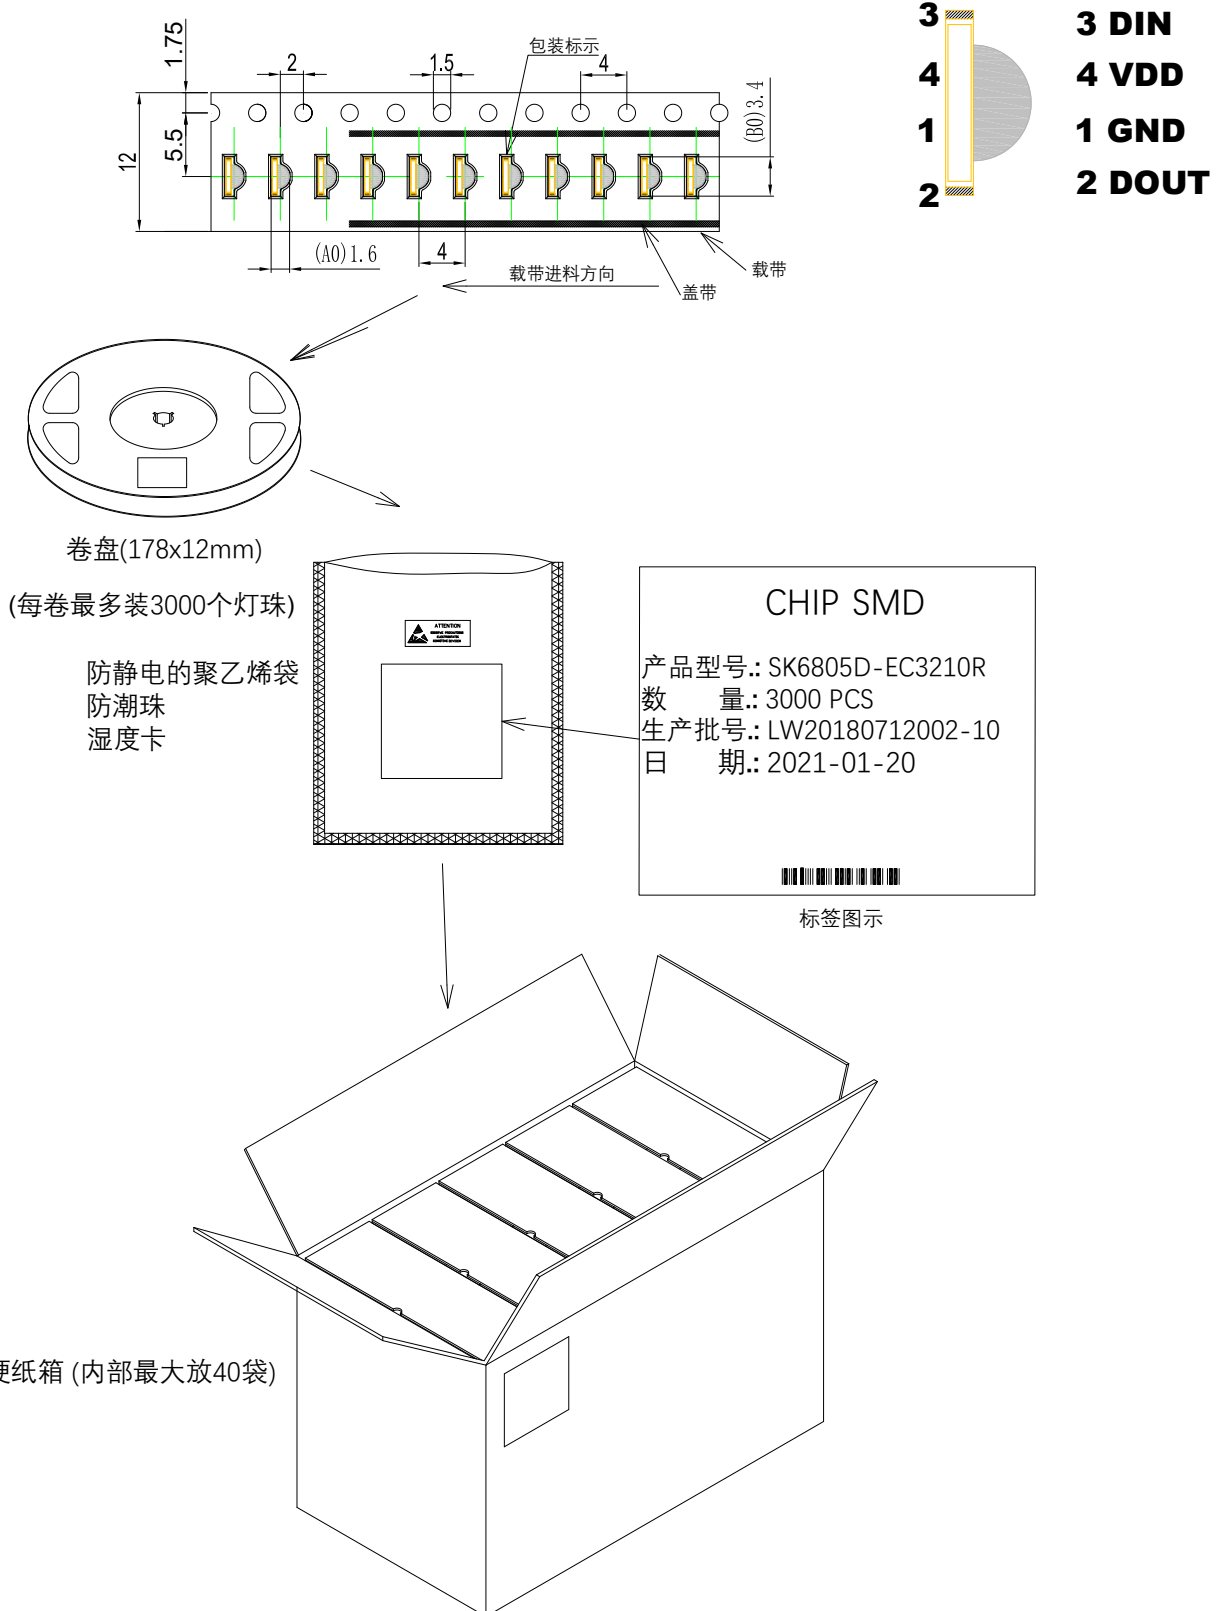 1.75
2
1.5
包装标示
4
(B0)3.4
12
5.5
(A0)1.6
4
载带进料方向
盖带
载带
3
4
1
2
3 DIN
4 VDD
1 GND
2 DOUT
卷盘(178x12mm)
(每卷最多装3000个灯珠)
防静电的聚乙烯袋
防潮珠
湿度卡
ATTENTION
CHIP SMD
产品型号.: SK6805D-EC3210R
数 量.: 3000 PCS
生产批号.: LW20180712002-10
日 期.: 2021-01-20
标签图示
纸箱 (内部最大放40袋)